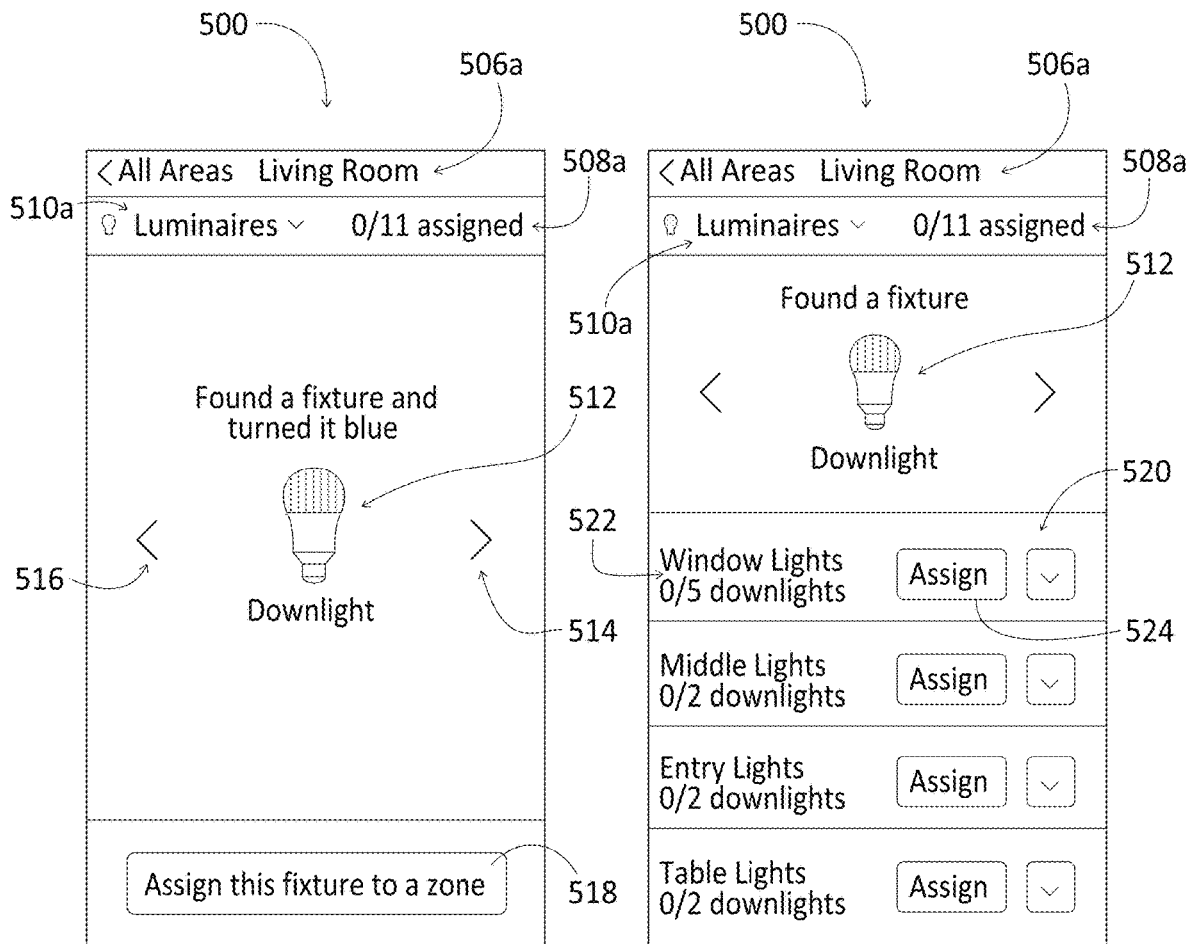 500
506a
All Areas Living Room
508a
510a
Luminaires 0/11 assigned
Found a fixture and
turned it blue
512
516
Downlight
514
Assign this fixture to a zone
518
500
506a
All Areas Living Room
508a
Luminaires 0/11 assigned
512
510a
Found a fixture
Downlight
520
522
Window Lights
0/5 downlights
Assign
524
Middle Lights
0/2 downlights
Assign
Entry Lights
0/2 downlights
Assign
Table Lights
0/2 downlights
Assign